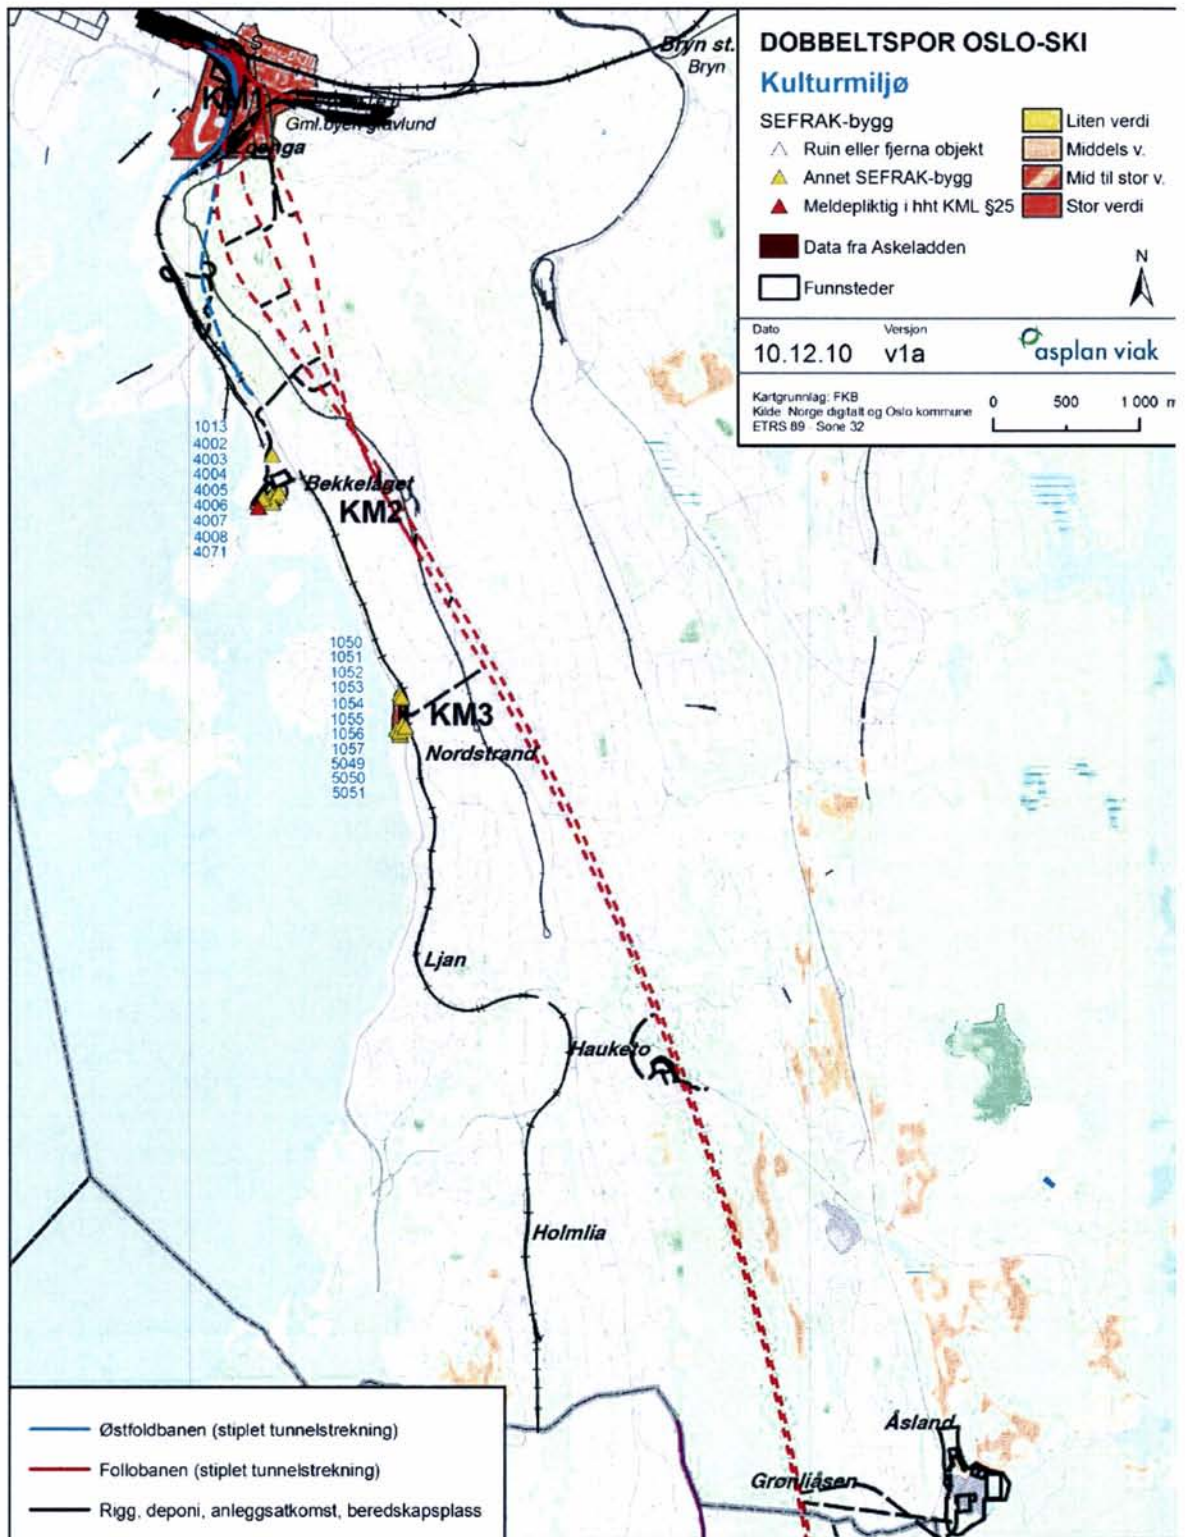 DOBBELTSPOR OSLO-SKI
Kulturmiljø
SEFRAK-bygg
Ruin eller fjerna objekt
Annet SEFRAK-bygg
Meldepliktig i hht KML §25
Data fra Askeladden
Funnsteder
Liten verdi
Middels v.
Mid til stor v.
Stor verdi
N
Dato
10.12.10
Versjon
v1a
asplan viak
Kartgrunnlag: FKB
Kilde Norge digitalt og Oslo kommune
ETRS 89 - Sone 32
0 500 1 000 m
Bryn st.
Bryn
KM1
Gml.byen gravlund
1013
4002
4003
4004
4005
4006
4007
4008
4071
Bekkelaget
KM2
1050
1051
1052
1053
1054
1055
1056
1057
5049
5050
5051
KM3
Nordstrand
Ljan
Hauketo
Holmlia
Åsland
Grønliåsen
Østfoldbanen (stiplet tunnelstrekning)
Follobanen (stiplet tunnelstrekning)
Rigg, deponi, anleggsatkomst, beredskapsplass